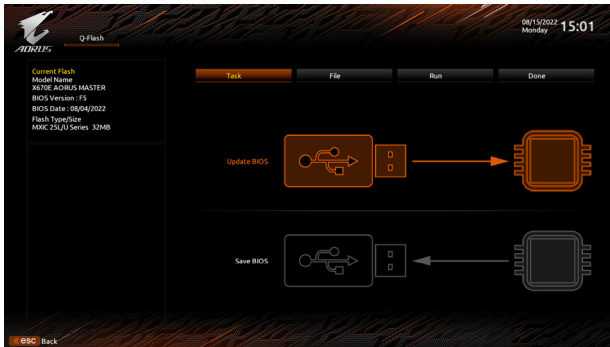 08/15/2022
Monday
15:01
Q-Flash
AORUS
Current Flash
Model Name
X670E AORUS MASTER
BIOS Version : F5
BIOS Date : 08/04/2022
Flash Type/Size
MXIC 25L/U Series 32MB
Task File Run Done
Update BIOS
Save BIOS
esc Back